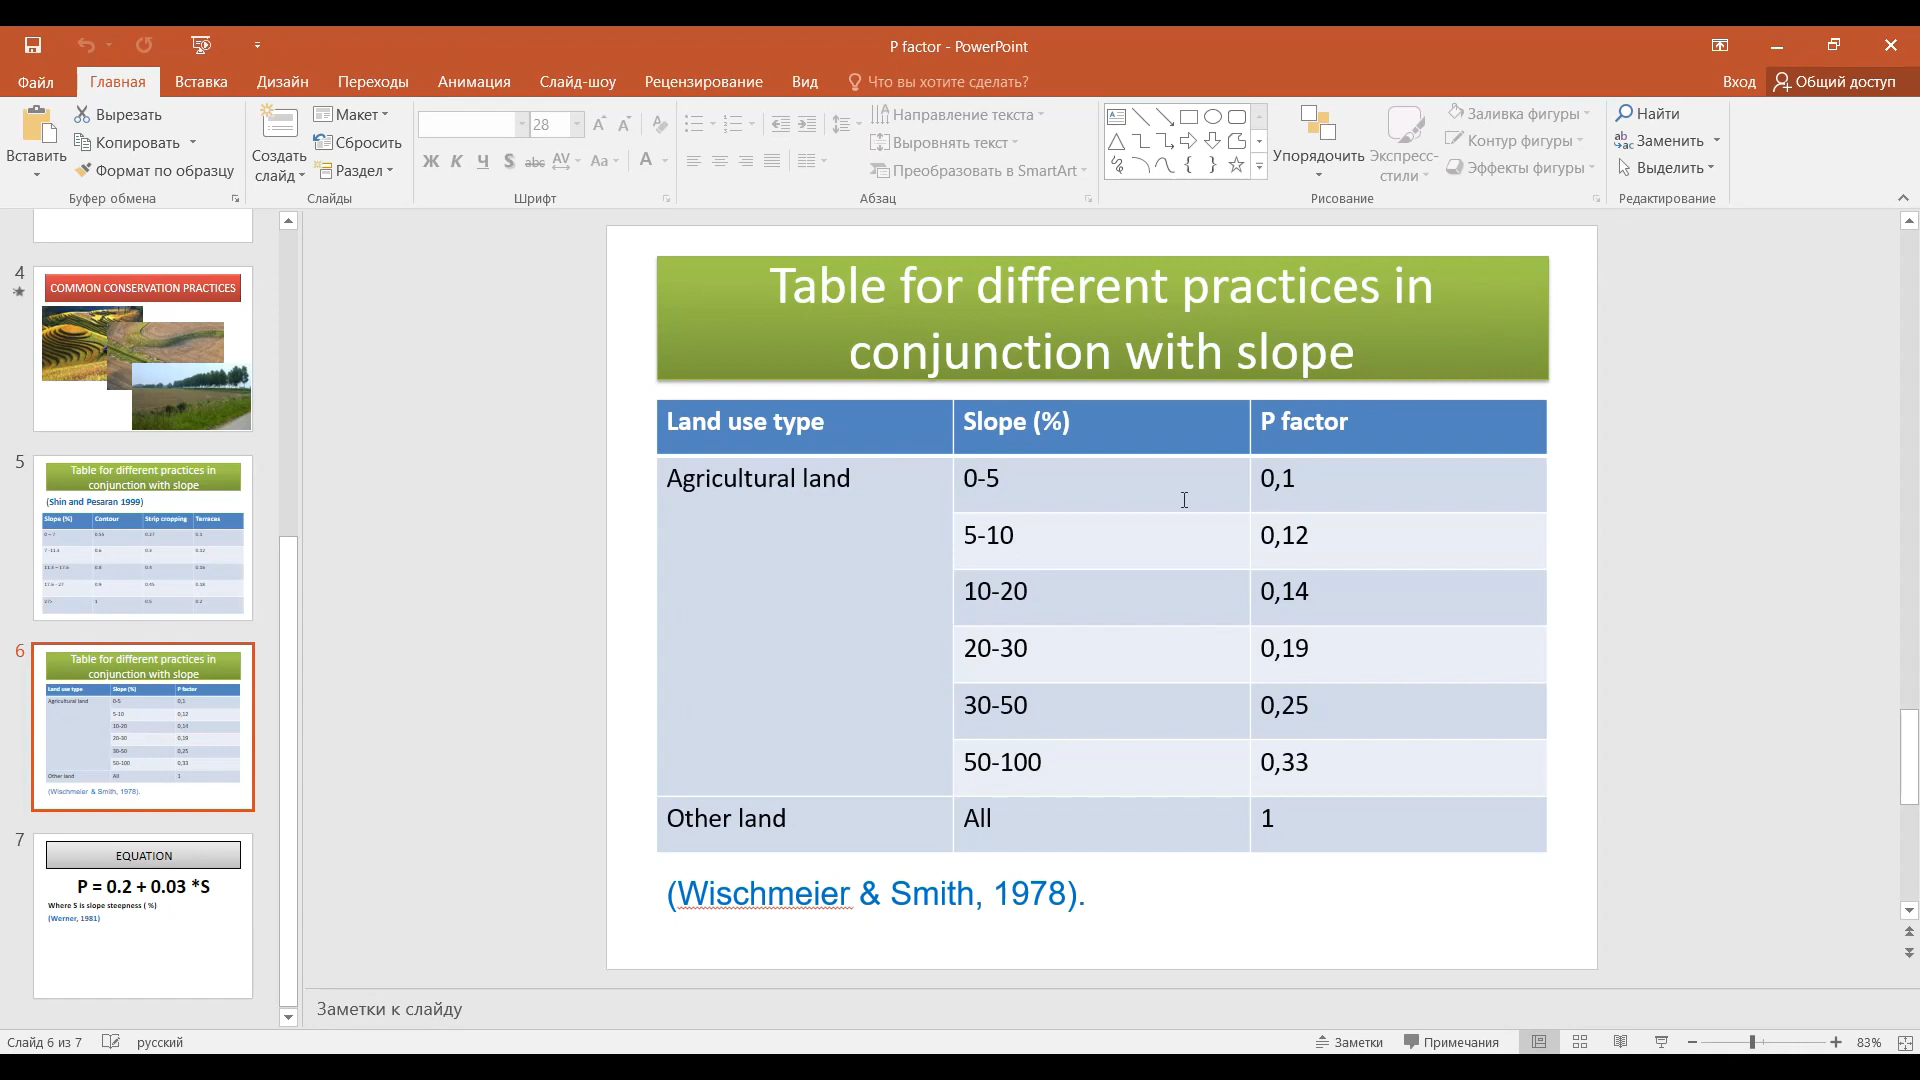 P factor - PowerPoint
Файл Главная Вставка Дизайн Переходы Анимация Слайд-шоу Рецензирование Вид Что вы хотите сделать? Вход Общий доступ
Вставить
Вырезать
Копировать
Формат по образцу
Буфер обмена
Создать слайд
Макет
Сбросить
Раздел
Слайды
28
Ж К Ч S abc AV Aa A
Шрифт
Направление текста
Выровнять текст
Преобразовать в SmartArt
Абзац
Упорядочить
Экспресс-стили
Заливка фигуры
Контур фигуры
Эффекты фигуры
Рисование
Найти
Заменить
Выделить
Редактирование
4
COMMON CONSERVATION PRACTICES
5
Table for different practices in
conjunction with slope
(Shin and Pesaran 1999)
Slope (%) Contour Strip cropping Terraces
6
Table for different practices in
conjunction with slope
Land use type Slope (%) P factor
Agricultural land 0-5 0,1
5-10 0,12
10-20 0,14
20-30 0,19
30-50 0,25
50-100 0,33
Other land All 1
(Wischmeier & Smith, 1978).
7
EQUATION
P = 0.2 + 0.03 *S
Where S is slope steepness ( %)
(Werner, 1981)
Table for different practices in
conjunction with slope
Land use type Slope (%) P factor
Agricultural land 0-5 0,1
5-10 0,12
10-20 0,14
20-30 0,19
30-50 0,25
50-100 0,33
Other land All 1
(Wischmeier & Smith, 1978).
Заметки к слайду
Слайд 6 из 7 русский Заметки Примечания 83%